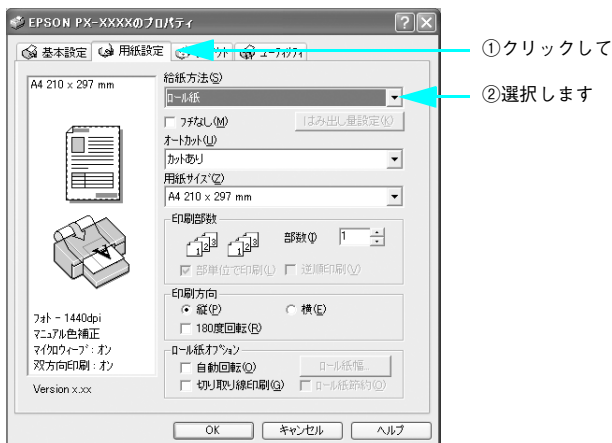 EPSON PX-XXXXのプロパティ
基本設定
用紙設定
ユーティリティ
①クリックして
A4 210 x 297 mm
給紙方法(S)
ロール紙
②選択します
フチなし(M)
はみ出し量設定(K)
オートカット(U)
カットあり
用紙サイズ(Z)
A4 210 x 297 mm
印刷部数
部数(I) 1
部単位で印刷(L)
逆順印刷(V)
印刷方向
縦(P)
横(E)
180度回転(R)
ロール紙オプション
自動回転(O)
ロール紙幅...
切り取り線印刷(G)
ロール紙節約(O)
フォト - 1440dpi
マニュアル色補正
マイクロウィーブ: オン
双方向印刷: オン
Version x.xx
OK
キャンセル
ヘルプ